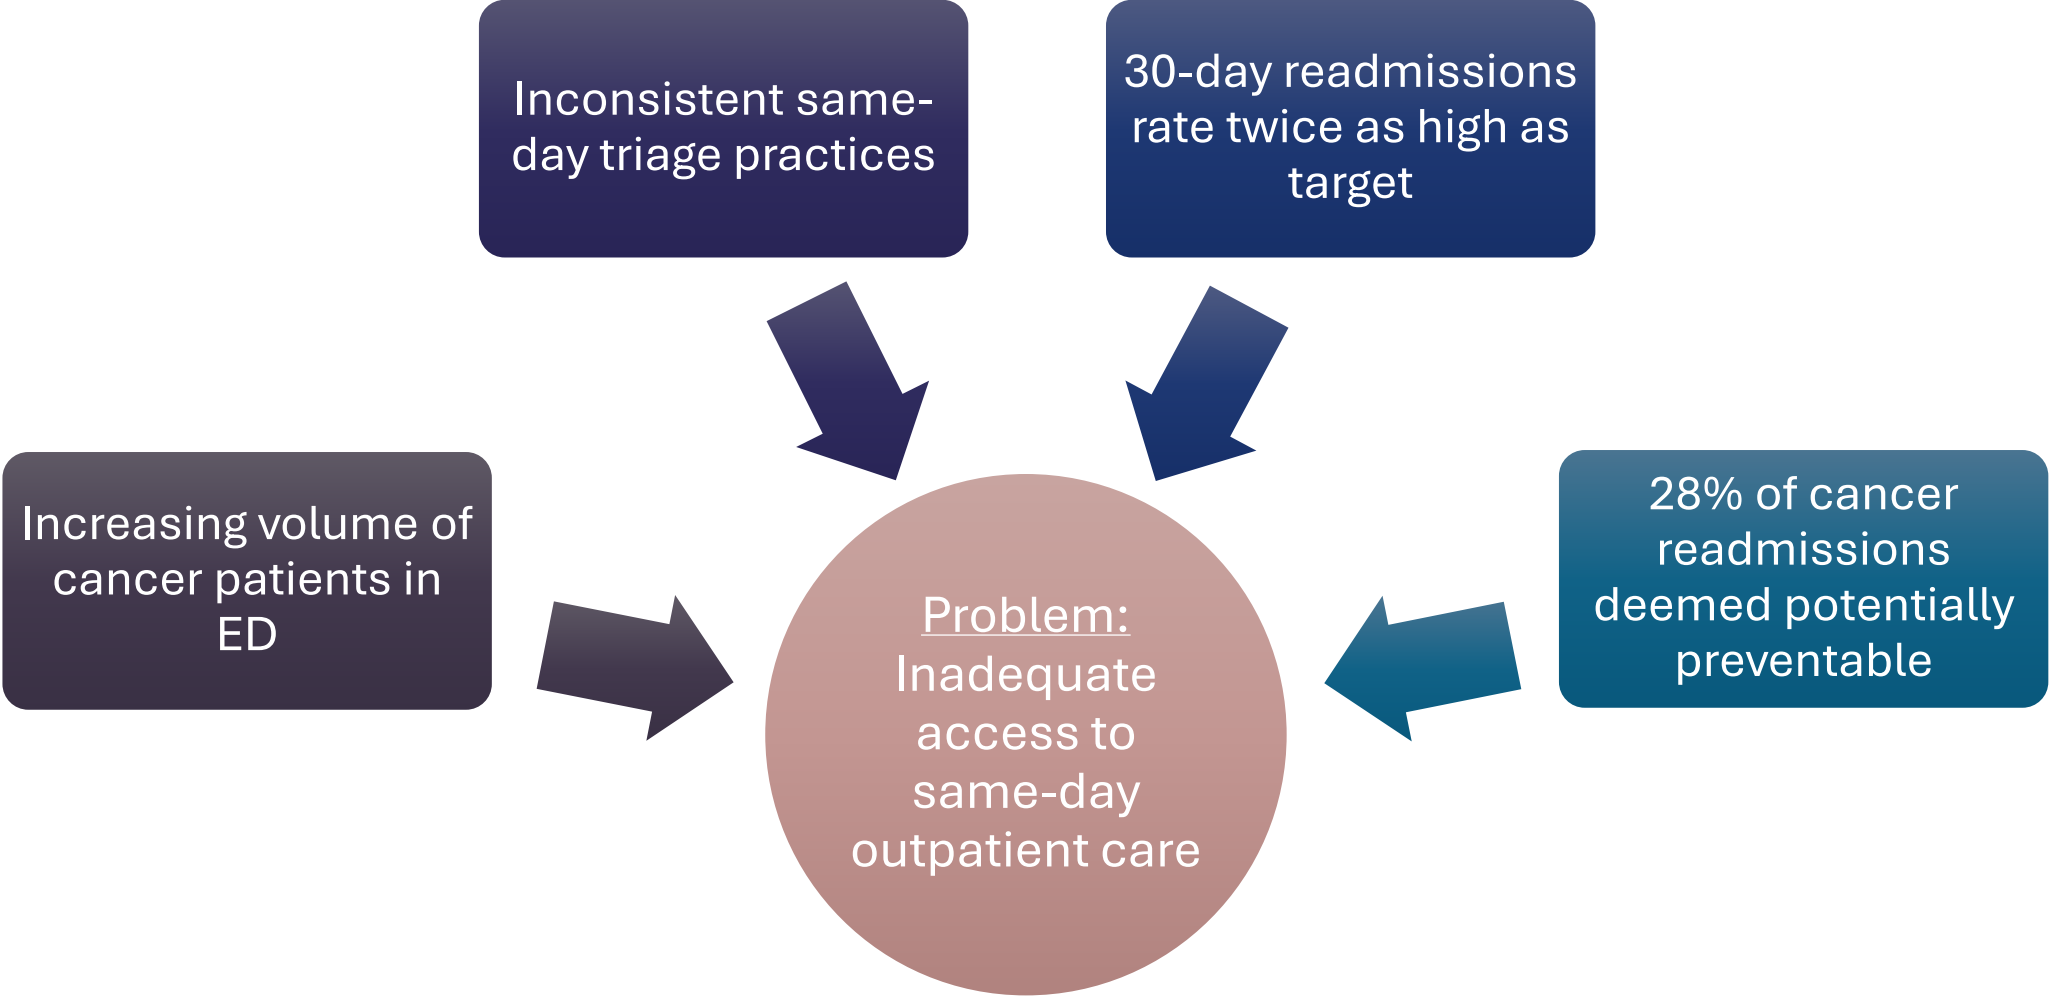 Inconsistent same-
day triage practices
30-day readmissions
rate twice as high as
target
Increasing volume of
cancer patients in
ED
28% of cancer
readmissions
deemed potentially
preventable
Problem:
Inadequate
access to
same-day
outpatient care